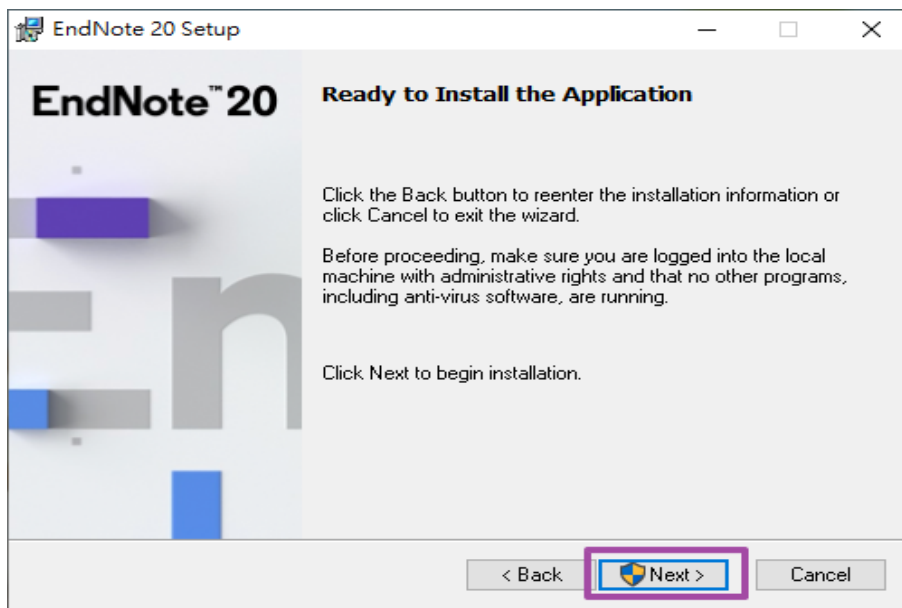 EndNote 20 Setup
EndNote™20
Ready to Install the Application
Click the Back button to reenter the installation information or
click Cancel to exit the wizard.
Before proceeding, make sure you are logged into the local
machine with administrative rights and that no other programs,
including anti-virus software, are running.
Click Next to begin installation.
< Back
Next >
Cancel